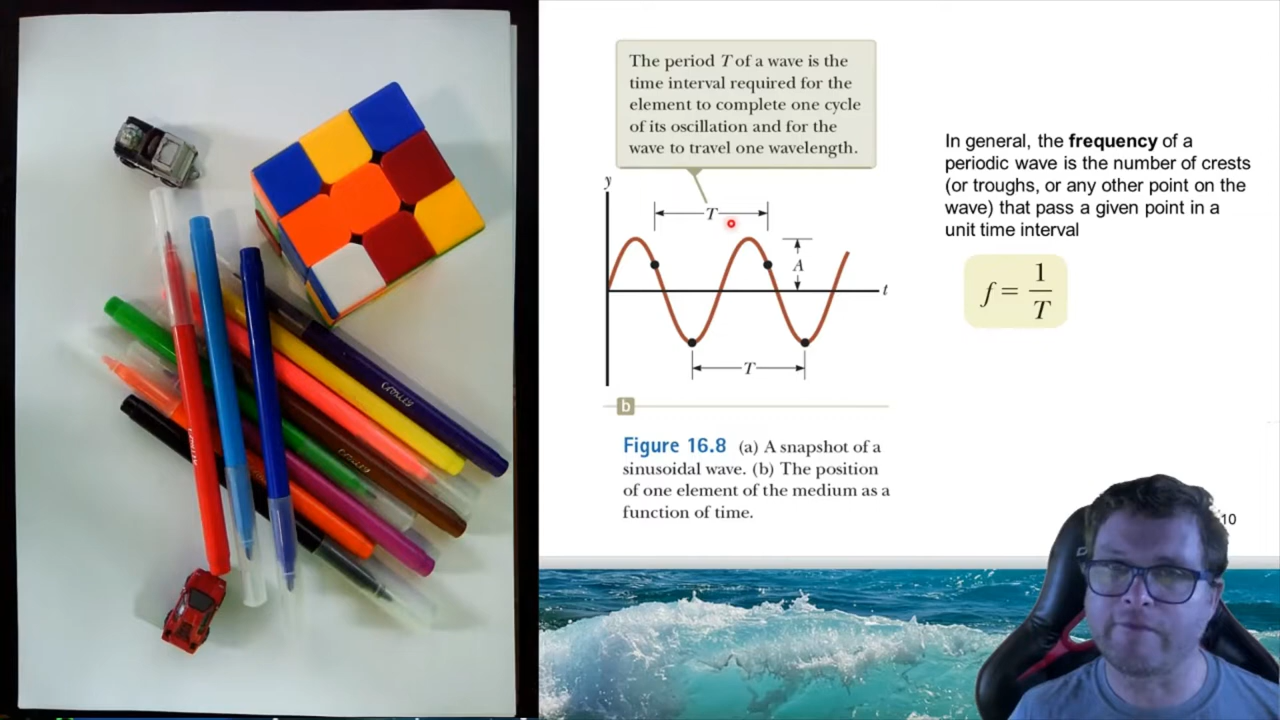 The period T of a wave is the
time interval required for the
element to complete one cycle
of its oscillation and for the
wave to travel one wavelength.
y
T
A
t
T
b
Figure 16.8 (a) A snapshot of a
sinusoidal wave. (b) The position
of one element of the medium as a
function of time.
In general, the frequency of a
periodic wave is the number of crests
(or troughs, or any other point on the
wave) that pass a given point in a
unit time interval
f = 1/T
10